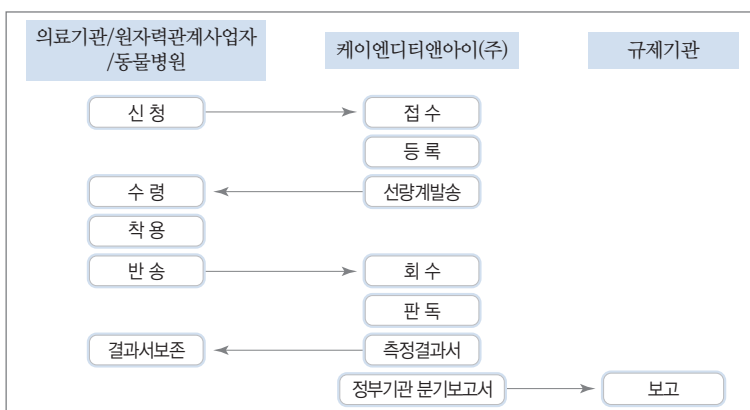 의료기관/원자력관계사업자
/동물병원
케이엔디티앤아이(주)
규제기관
신 청
접 수
등 록
수 령
선량계발송
착 용
반 송
회 수
판 독
결과서보존
측정결과서
정부기관 분기보고서
보고